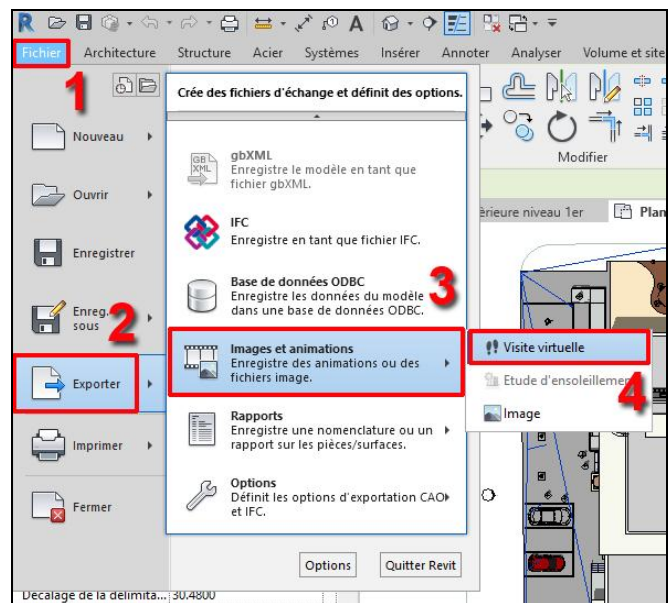 Fichier Architecture Structure Acier Systèmes Insérer Annoter Analyser Volume et site
1
Crée des fichiers d'échange et définit des options.
Modifier
Nouveau
Ouvrir
Enregistrer
Enreg.
sous
2
Exporter
Imprimer
Fermer
gbXML
Enregistre le modèle en tant que
fichier gbXML.
IFC
Enregistre en tant que fichier IFC.
Base de données ODBC
Enregistre les données du modèle
dans une base de données ODBC.
3
Images et animations
Enregistre des animations ou des
fichiers image.
Rapports
Enregistre une nomenclature ou un
rapport sur les pièces/surfaces.
Options
Définit les options d'exportation CAO
et IFC.
Options Quitter Revit
érieure niveau 1er Plan
Visite virtuelle
Etude d'ensoleillemen
4
Image
Décalage de la délimita... 30.4800